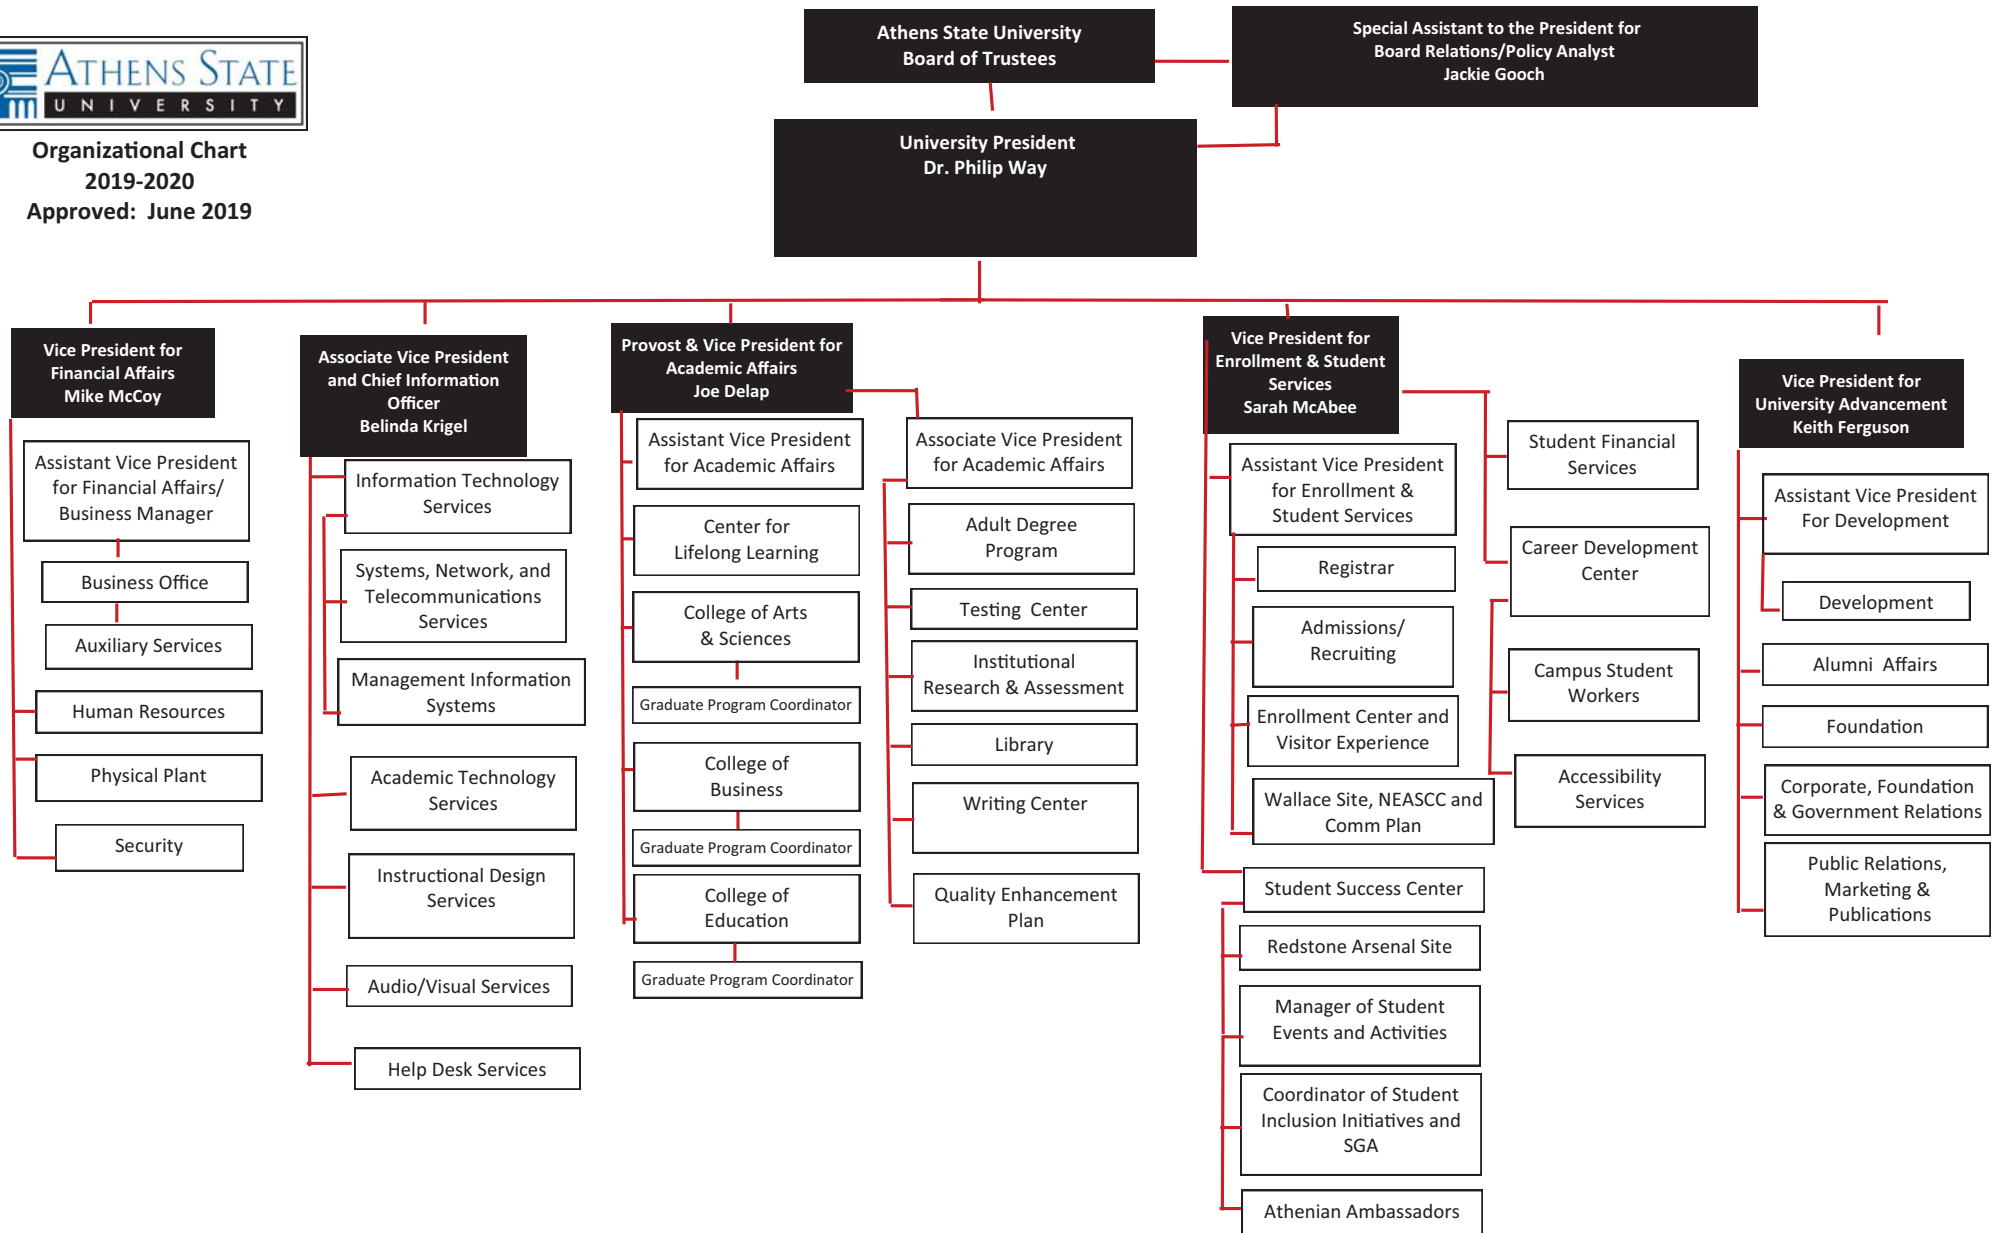 ATHENS STATE
UNIVERSITY
Organizational Chart
2019-2020
Approved: June 2019
Athens State University
Board of Trustees
Special Assistant to the President for
Board Relations/Policy Analyst
Jackie Gooch
University President
Dr. Philip Way
Vice President for
Financial Affairs
Mike McCoy
Assistant Vice President
for Financial Affairs/
Business Manager
Business Office
Auxiliary Services
Human Resources
Physical Plant
Security
Associate Vice President
and Chief Information
Officer
Belinda Krigel
Information Technology
Services
Systems, Network, and
Telecommunications
Services
Management Information
Systems
Academic Technology
Services
Instructional Design
Services
Audio/Visual Services
Help Desk Services
Provost & Vice President for
Academic Affairs
Joe Delap
Assistant Vice President
for Academic Affairs
Center for
Lifelong Learning
College of Arts
& Sciences
Graduate Program Coordinator
College of
Business
Graduate Program Coordinator
College of
Education
Graduate Program Coordinator
Associate Vice President
for Academic Affairs
Adult Degree
Program
Testing Center
Institutional
Research & Assessment
Library
Writing Center
Quality Enhancement
Plan
Vice President for
Enrollment & Student
Services
Sarah McAbee
Assistant Vice President
for Enrollment &
Student Services
Registrar
Admissions/
Recruiting
Enrollment Center and
Visitor Experience
Wallace Site, NEASCC and
Comm Plan
Student Success Center
Redstone Arsenal Site
Manager of Student
Events and Activities
Coordinator of Student
Inclusion Initiatives and
SGA
Athenian Ambassadors
Student Financial
Services
Career Development
Center
Campus Student
Workers
Accessibility
Services
Vice President for
University Advancement
Keith Ferguson
Assistant Vice President
For Development
Development
Alumni Affairs
Foundation
Corporate, Foundation
& Government Relations
Public Relations,
Marketing &
Publications